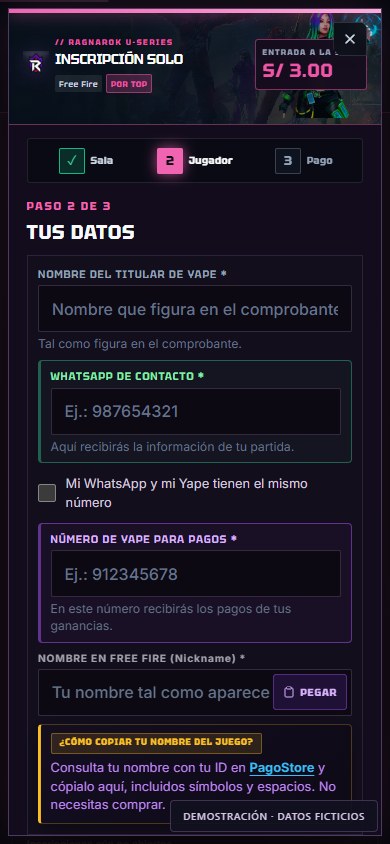 // RAGNAROK U-SERIES
INSCRIPCIÓN SOLO
Free Fire
POR TOP
ENTRADA A LA
S/ 3.00
✓ Sala
2 Jugador
3 Pago
PASO 2 DE 3
TUS DATOS
NOMBRE DEL TITULAR DE YAPE *
Nombre que figura en el comprobante
Tal como figura en el comprobante.
WHATSAPP DE CONTACTO *
Ej.: 987654321
Aquí recibirás la información de tu partida.
Mi WhatsApp y mi Yape tienen el mismo
número
NÚMERO DE YAPE PARA PAGOS *
Ej.: 912345678
En este número recibirás los pagos de tus
ganancias.
NOMBRE EN FREE FIRE (Nickname) *
Tu nombre tal como aparece
PEGAR
¿CÓMO COPIAR TU NOMBRE DEL JUEGO?
Consulta tu nombre con tu ID en PagoStore y
cópialo aquí, incluidos símbolos y espacios. No
necesitas comprar.
DEMOSTRACIÓN · DATOS FICTICIOS